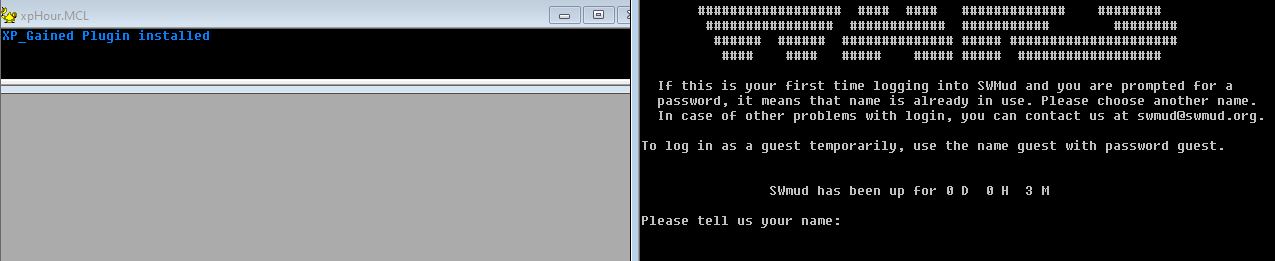 xpHour.MCL
XP_Gained Plugin installed
################## #### #### ############# ########
################ ############ ########### ########
###### ###### ############## ##### #####################
#### #### ##### ##### ##### ##################
If this is your first time logging into SWMud and you are prompted for a
password, it means that name is already in use. Please choose another name.
In case of other problems with login, you can contact us at swmud@swmud.org.
To log in as a guest temporarily, use the name guest with password guest.
SWmud has been up for 0 D 0 H 3 M
Please tell us your name: